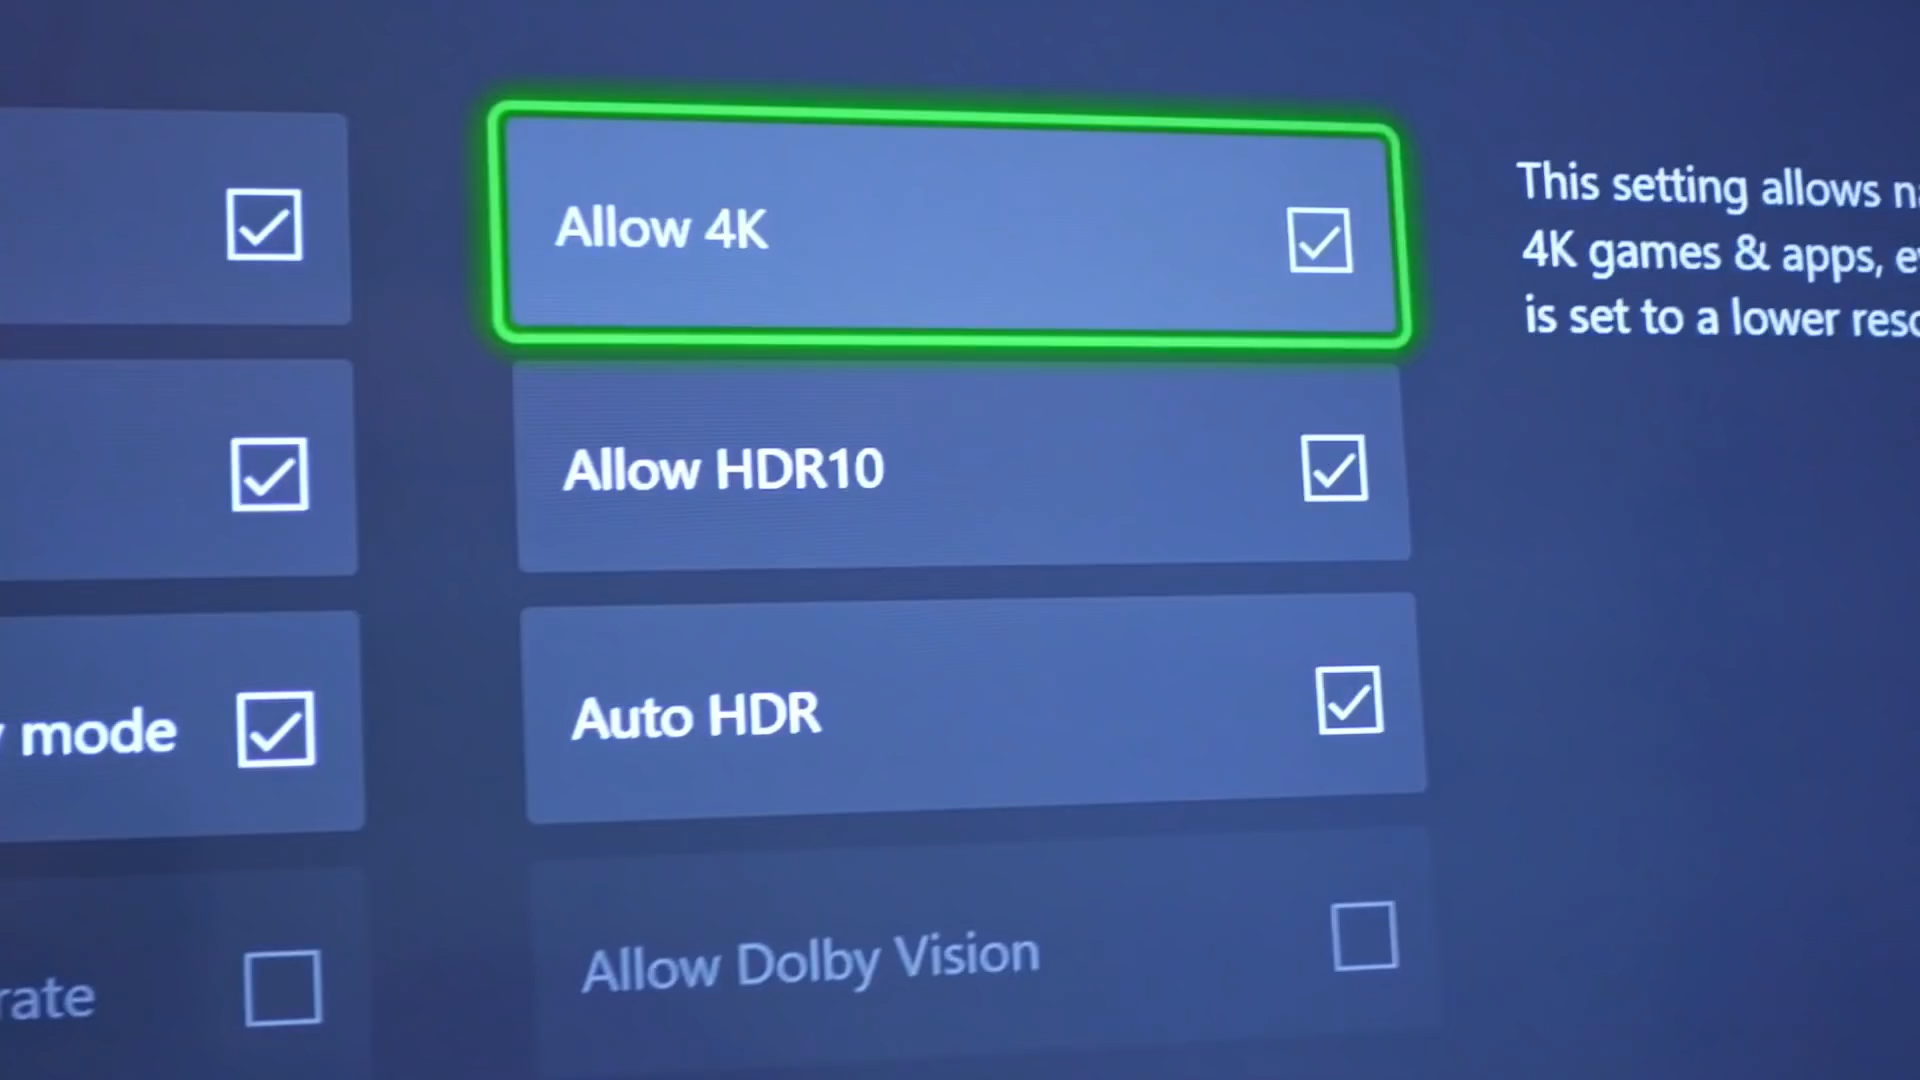 mode
rate
Allow 4K
Allow HDR10
Auto HDR
Allow Dolby Vision
This setting allows
4K games & apps,
is set to a lower